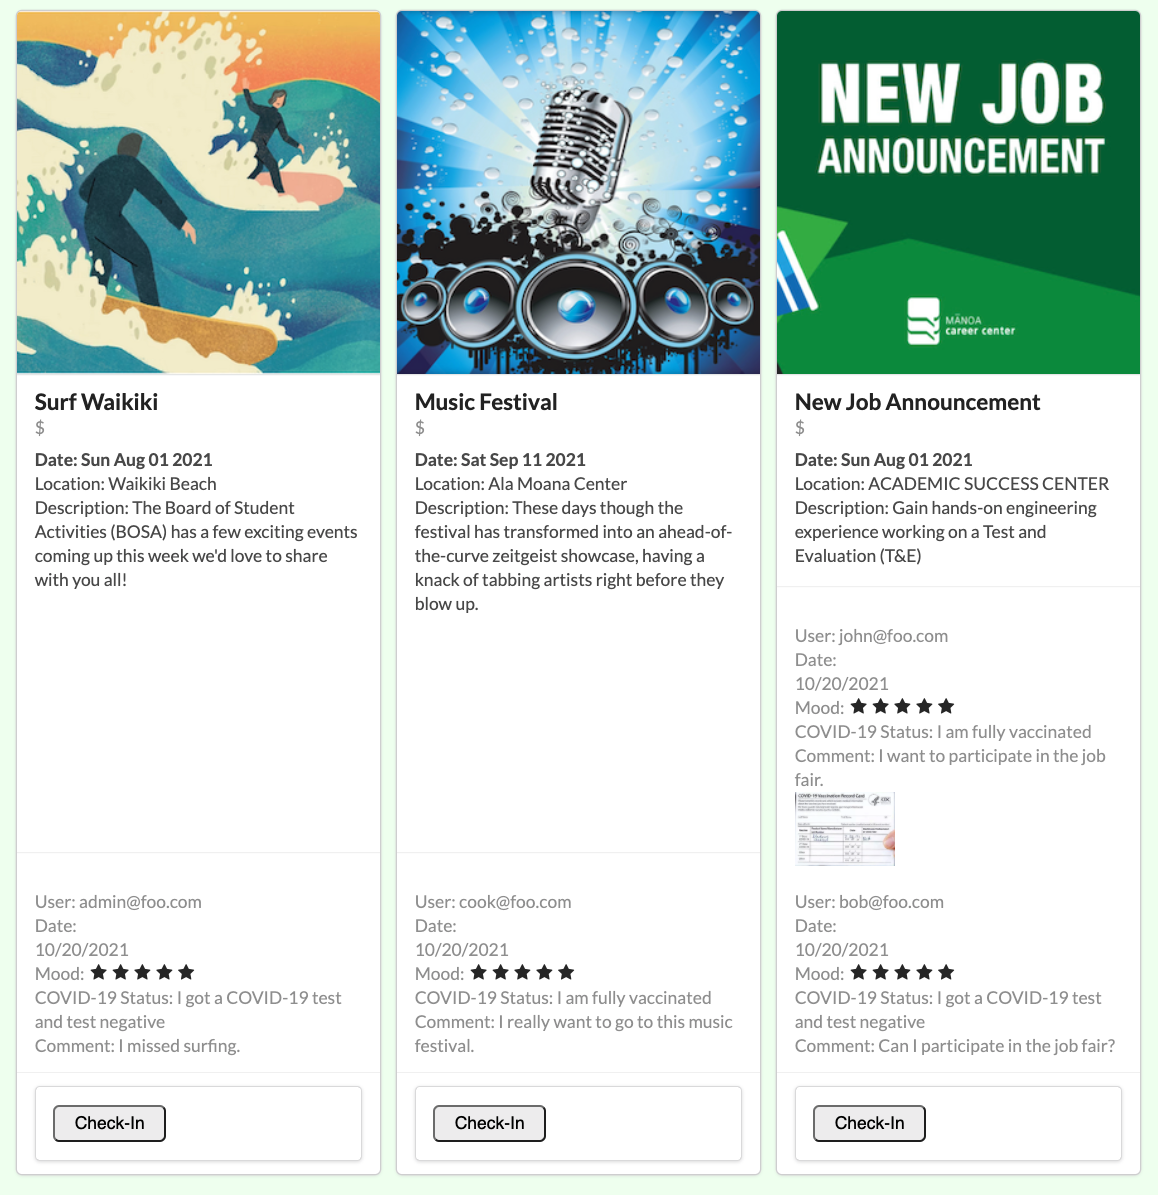 Surf Waikiki
$
Date: Sun Aug 01 2021
Location: Waikiki Beach
Description: The Board of Student
Activities (BOSA) has a few exciting events
coming up this week we'd love to share
with you all!
User: admin@foo.com
Date:
10/20/2021
Mood:
COVID-19 Status: I got a COVID-19 test
and test negative
Comment: I missed surfing.
Check-In
Music Festival
$
Date: Sat Sep 11 2021
Location: Ala Moana Center
Description: These days though the
festival has transformed into an ahead-of-
the-curve zeitgeist showcase, having a
knack of tabbing artists right before they
blow up.
User: cook@foo.com
Date:
10/20/2021
Mood:
COVID-19 Status: I am fully vaccinated
Comment: I really want to go to this music
festival.
Check-In
NEW JOB
ANNOUNCEMENT
MĀNOA
career center
New Job Announcement
$
Date: Sun Aug 01 2021
Location: ACADEMIC SUCCESS CENTER
Description: Gain hands-on engineering
experience working on a Test and
Evaluation (T&E)
User: john@foo.com
Date:
10/20/2021
Mood:
COVID-19 Status: I am fully vaccinated
Comment: I want to participate in the job
fair.
COVID-19 Vaccination Record Card
CDC
User: bob@foo.com
Date:
10/20/2021
Mood:
COVID-19 Status: I got a COVID-19 test
and test negative
Comment: Can I participate in the job fair?
Check-In